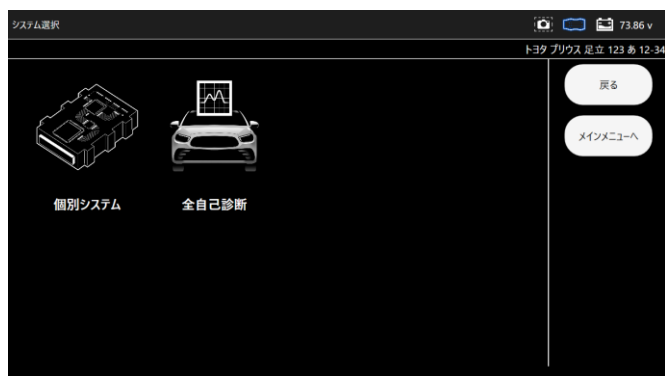 システム選択
73.86 v
トヨタ プリウス 足立 123 あ 12-34
戻る
メインメニューへ
個別システム
全自己診断